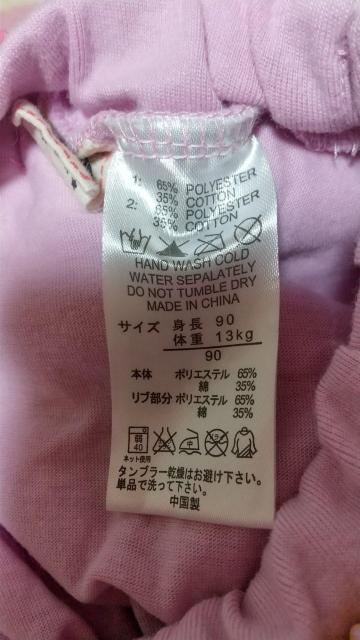 1: 65% POLYESTER
35% COTTON
2: 65% POLYESTER
35% COTTON
HAND WASH COLD
WATER SEPALATELY
DO NOT TUMBLE DRY
MADE IN CHINA
サイズ 身長 90
体重 13kg
90
本体 ポリエステル 65%
綿 35%
リブ部分 ポリエステル 65%
綿 35%
40
中
ネット使用
タンブラー乾燥はお避け下さい。
単品で洗って下さい。
中国製